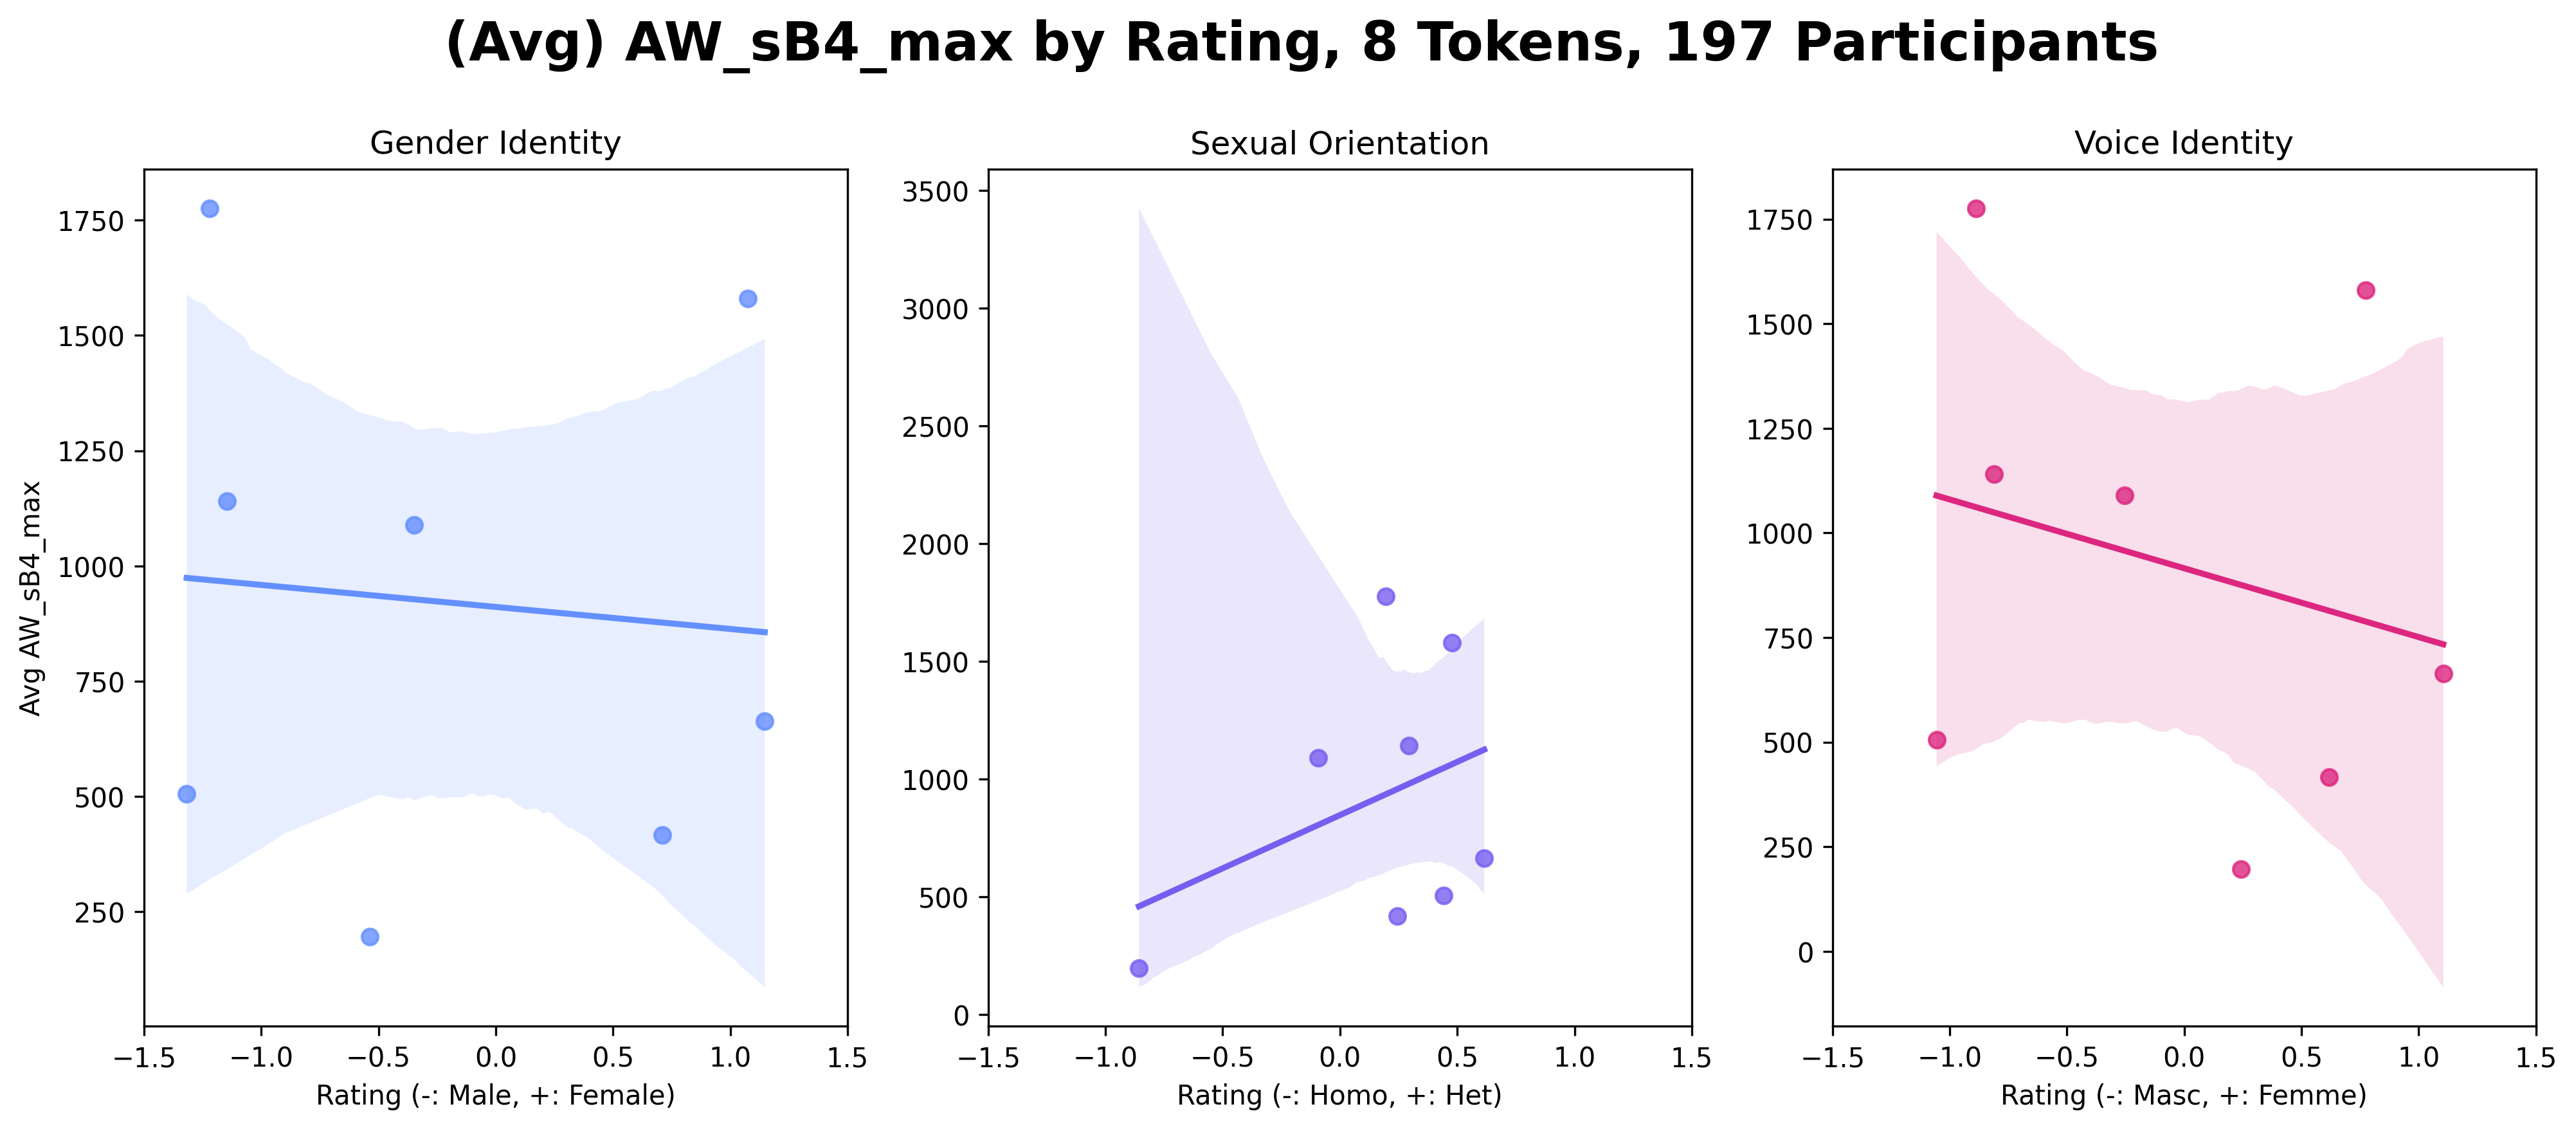 (Avg) AW_sB4_max by Rating, 8 Tokens, 197 Participants
Gender Identity
Avg AW_sB4_max
1750
1500
1250
1000
750
500
250
−1.5 −1.0 −0.5 0.0 0.5 1.0 1.5
Rating (-: Male, +: Female)
Sexual Orientation
3500
3000
2500
2000
1500
1000
500
0
−1.5 −1.0 −0.5 0.0 0.5 1.0 1.5
Rating (-: Homo, +: Het)
Voice Identity
1750
1500
1250
1000
750
500
250
0
−1.5 −1.0 −0.5 0.0 0.5 1.0 1.5
Rating (-: Masc, +: Femme)